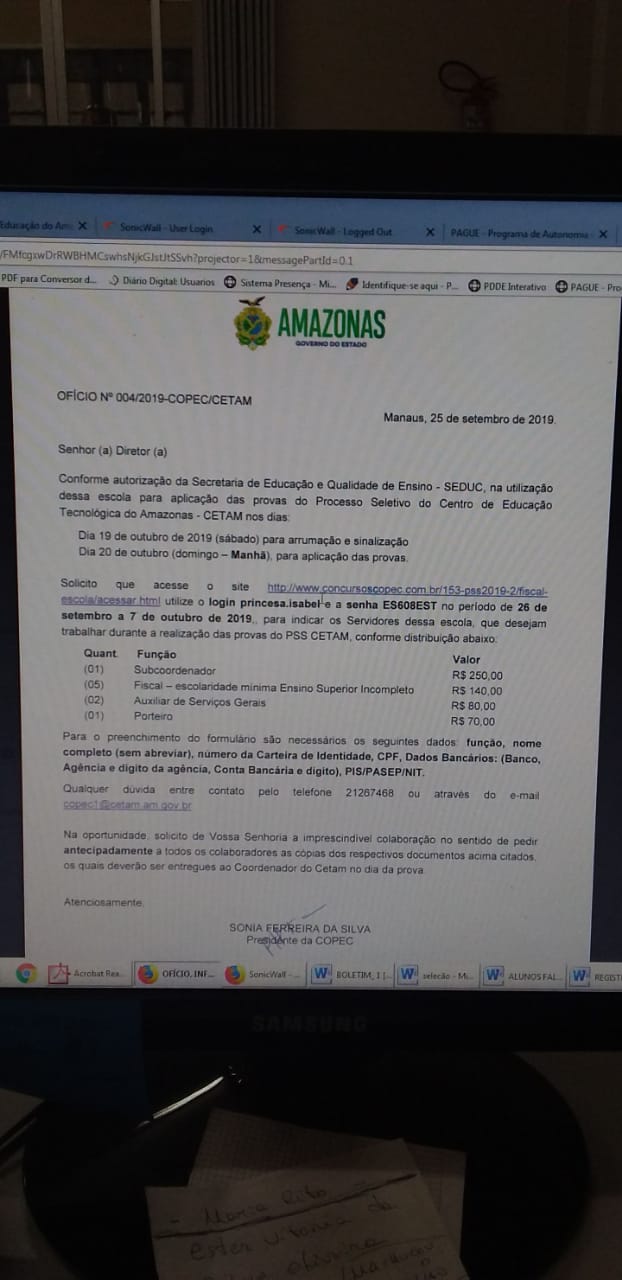 Educação do Am
SonicWall - User Login
SonicWall - Logged Out
PAGUE - Programa de Autonomia
/FMfcgxwDrRWBHMCswhsNjkGJstJtSSvh?projector=1&messagePartId=0.1
PDF para Conversor d...
Diário Digital: Usuarios
Sistema Presença - Mi...
Identifique-se aqui - P...
PDDE Interativo
PAGUE - Pro
AMAZONAS
GOVERNO DO ESTADO
OFÍCIO Nº 004/2019-COPEC/CETAM
Manaus, 25 de setembro de 2019.
Senhor (a) Diretor (a)
Conforme autorização da Secretaria de Educação e Qualidade de Ensino - SEDUC, na utilização
dessa escola para aplicação das provas do Processo Seletivo do Centro de Educação
Tecnológica do Amazonas - CETAM nos dias:
Dia 19 de outubro de 2019 (sábado) para arrumação e sinalização
Dia 20 de outubro (domingo – Manhã), para aplicação das provas.
Solicito que acesse o site http://www.concursoscopec.com.br/153-pss2019-2/fiscal-
escola/acessar.html utilize o login princesa.isabel e a senha ES608EST no período de 26 de
setembro a 7 de outubro de 2019,, para indicar os Servidores dessa escola, que desejam
trabalhar durante a realização das provas do PSS CETAM, conforme distribuição abaixo:
Quant. Função Valor
(01) Subcoordenador R$ 250,00
(05) Fiscal – escolaridade mínima Ensino Superior Incompleto R$ 140,00
(02) Auxiliar de Serviços Gerais R$ 80,00
(01) Porteiro R$ 70,00
Para o preenchimento do formulário são necessários os seguintes dados: função, nome
completo (sem abreviar), número da Carteira de Identidade, CPF, Dados Bancários: (Banco,
Agência e dígito da agência, Conta Bancária e dígito), PIS/PASEP/NIT.
Qualquer dúvida entre contato pelo telefone 21267468 ou através do e-mail
copec1@cetam.am.gov.br
Na oportunidade, solicito de Vossa Senhoria a imprescindível colaboração no sentido de pedir
antecipadamente a todos os colaboradores as cópias dos respectivos documentos acima citados,
os quais deverão ser entregues ao Coordenador do Cetam no dia da prova.
Atenciosamente,
SONIA FERREIRA DA SILVA
Presidente da COPEC
Acrobat Rea...
OFÍCIO, INF...
SonicWall - ...
BOLETIM_1 [...
selecão - Mi...
ALUNOS FAL...
REGIST
SAMSUNG
Maria
Ester Vitoria da